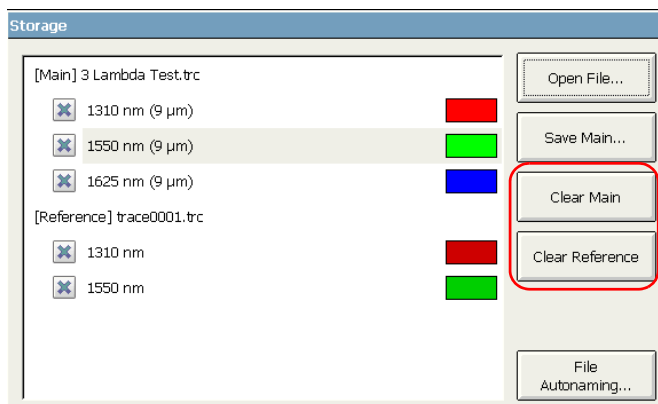 Storage
[Main] 3 Lambda Test.trc
1310 nm (9 µm)
1550 nm (9 µm)
1625 nm (9 µm)
[Reference] trace0001.trc
1310 nm
1550 nm
Open File...
Save Main...
Clear Main
Clear Reference
File
Autonaming...